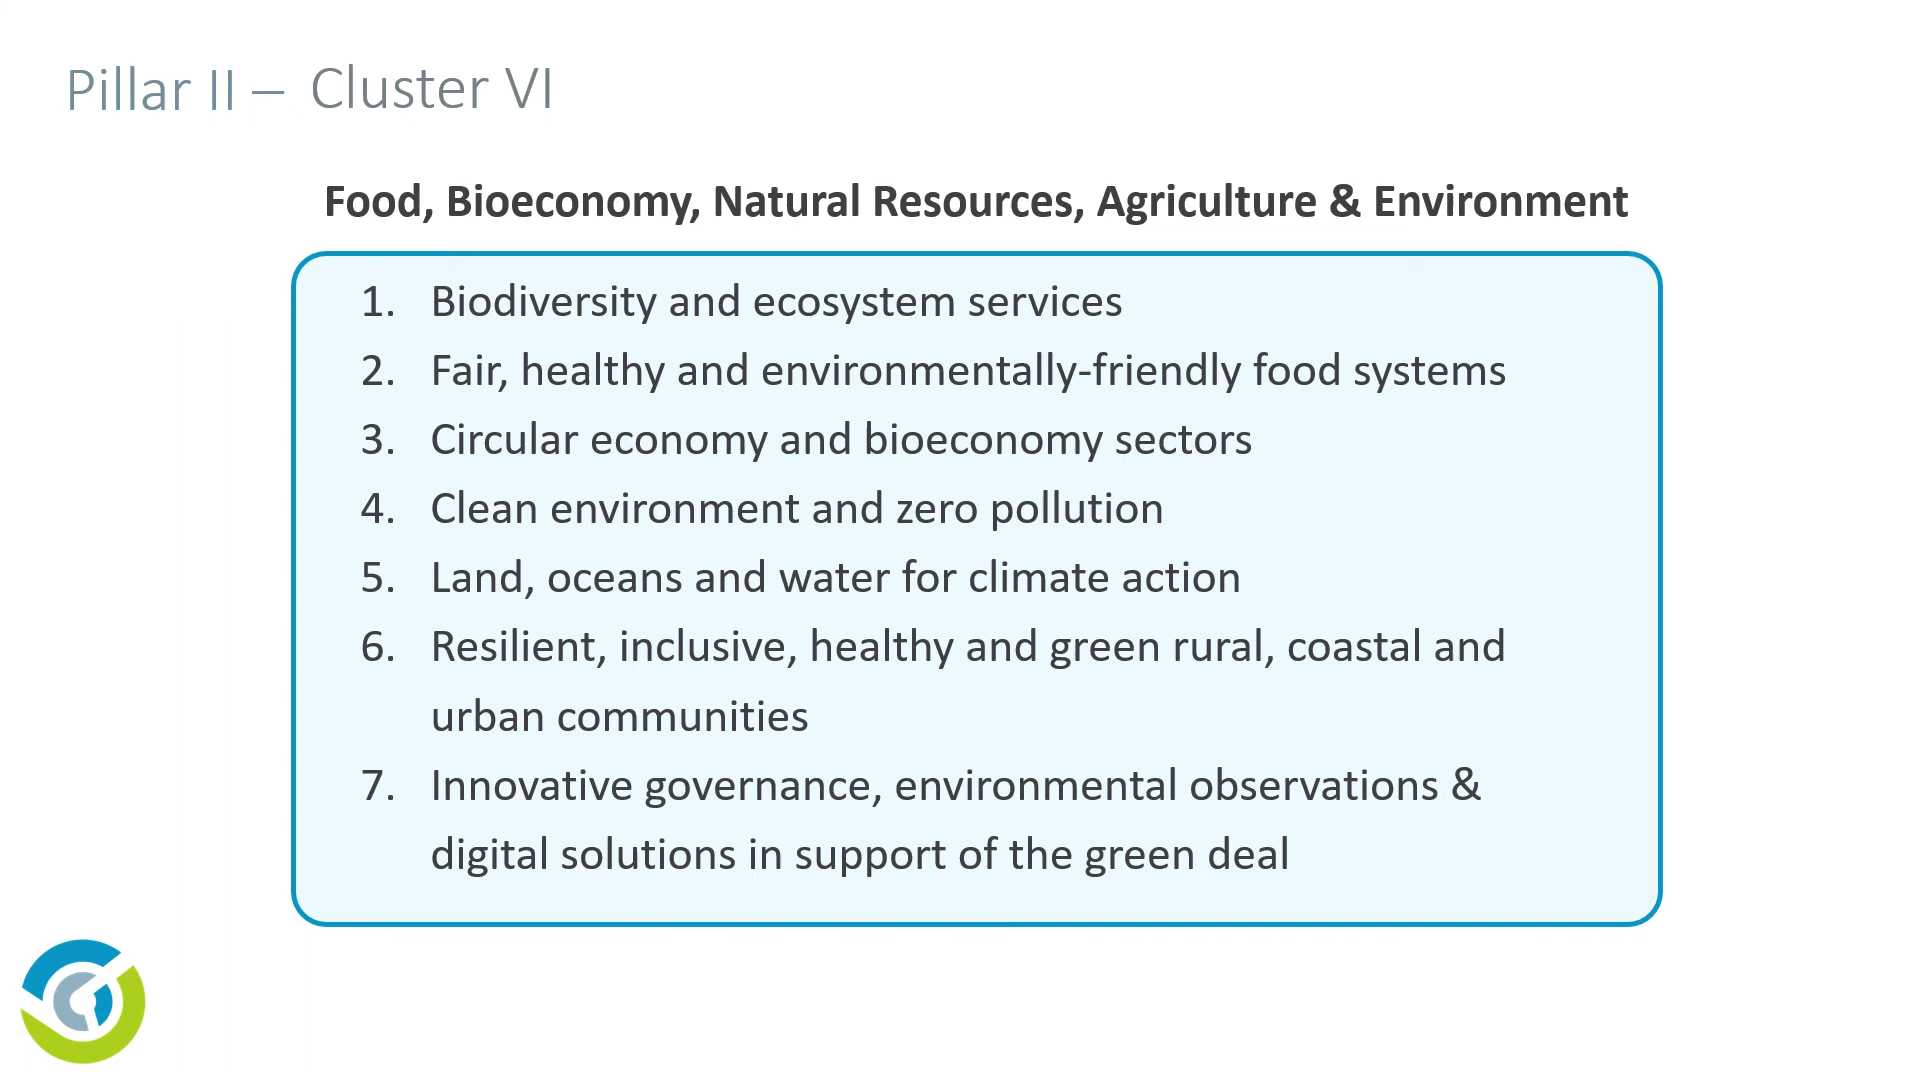 Pillar II – Cluster VI
Food, Bioeconomy, Natural Resources, Agriculture & Environment
1. Biodiversity and ecosystem services
2. Fair, healthy and environmentally-friendly food systems
3. Circular economy and bioeconomy sectors
4. Clean environment and zero pollution
5. Land, oceans and water for climate action
6. Resilient, inclusive, healthy and green rural, coastal and
urban communities
7. Innovative governance, environmental observations &
digital solutions in support of the green deal